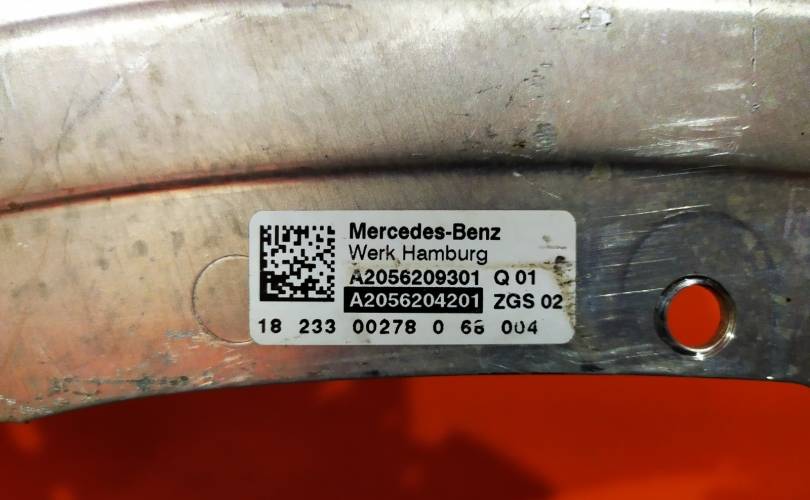 Mercedes-Benz
Werk Hamburg
A2056209301 Q 01
A2056204201 ZGS 02
18 233 00278 0 66 004